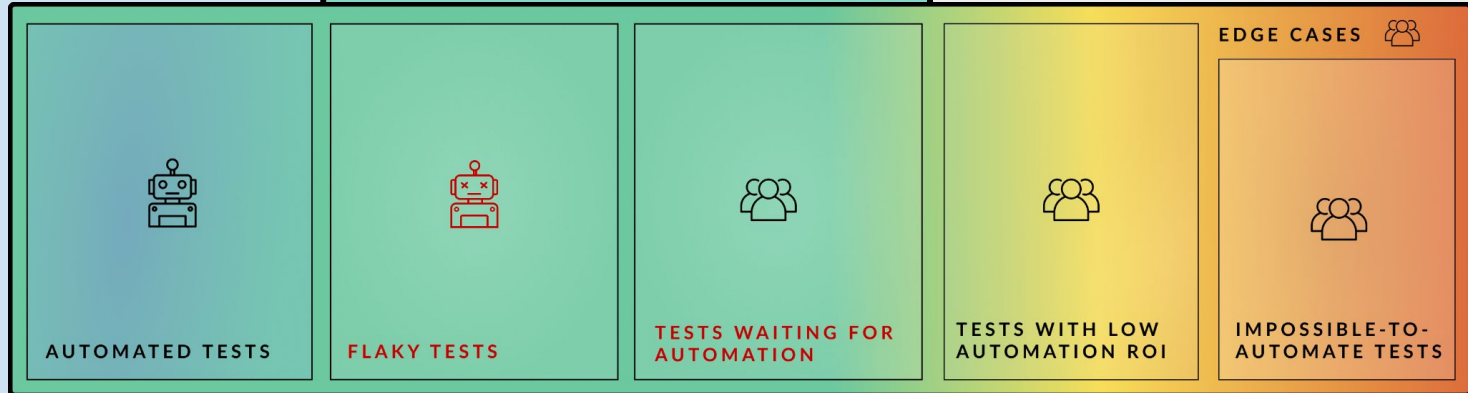 EDGE CASES
AUTOMATED TESTS
FLAKY TESTS
TESTS WAITING FOR
AUTOMATION
TESTS WITH LOW
AUTOMATION ROI
IMPOSSIBLE-TO-
AUTOMATE TESTS